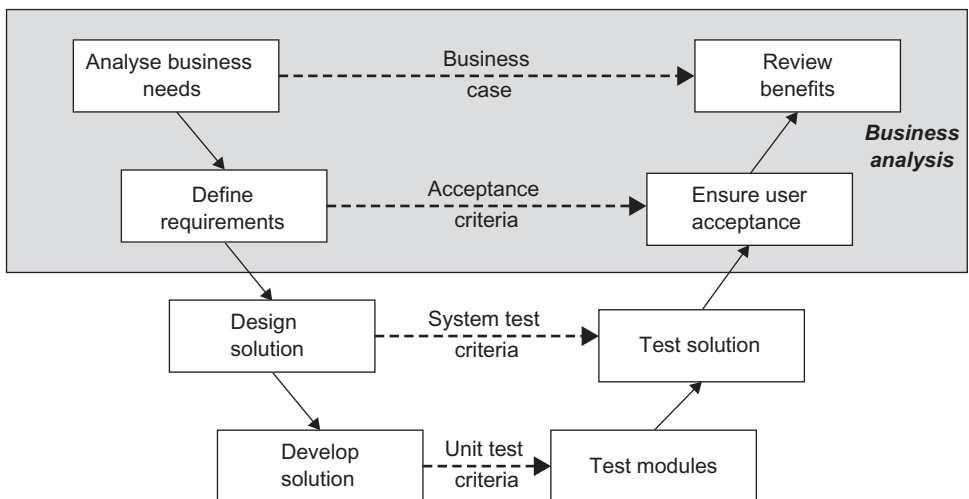 Analyse business
needs
Business
case
Review
benefits
Business
analysis
Define
requirements
Acceptance
criteria
Ensure user
acceptance
Design
solution
System test
criteria
Test solution
Develop
solution
Unit test
criteria
Test modules